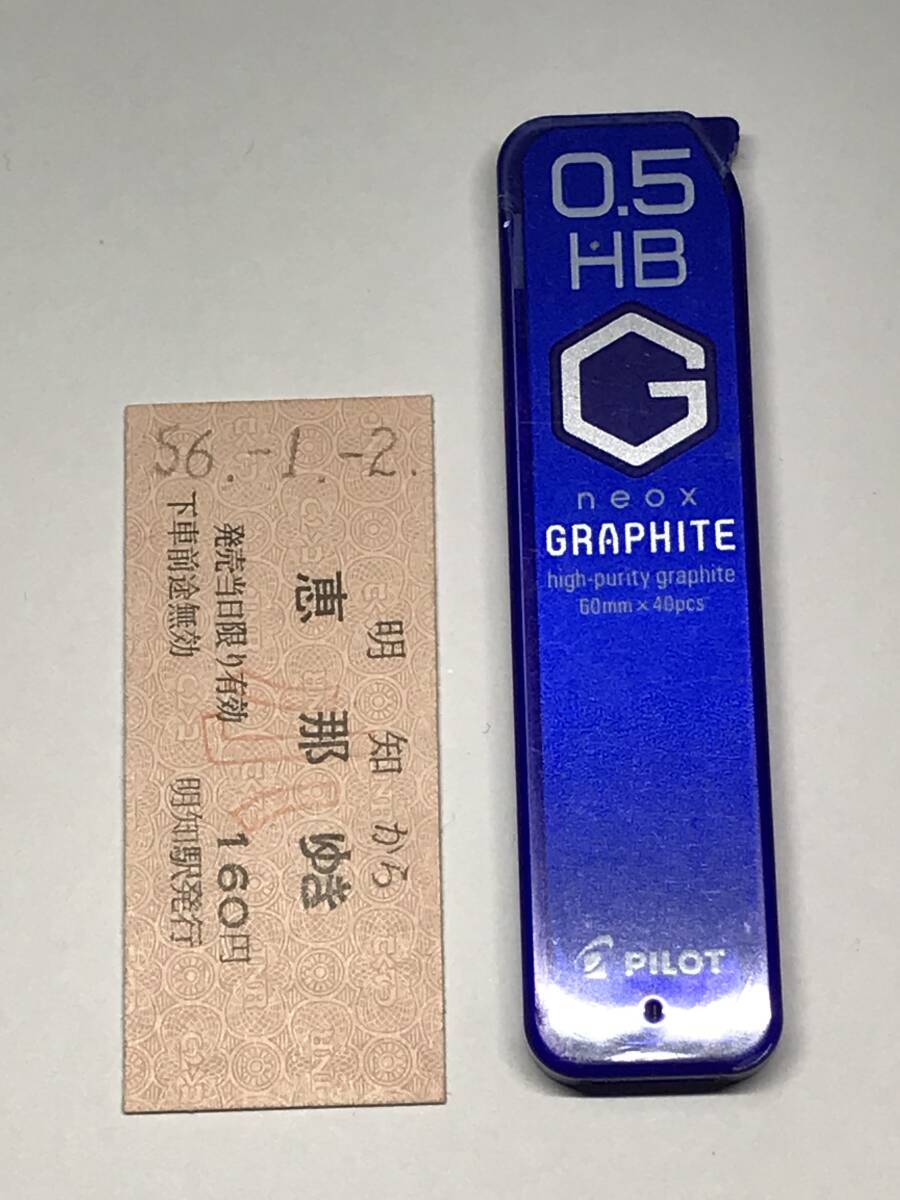 56.-1.-2.
明知から
恵那ゆき
発売当日限り有効 160円
下車前途無効 明知駅発行
0.5
HB
G
neox
GRAPHITE
high-purity graphite
60mm×40pcs
PILOT